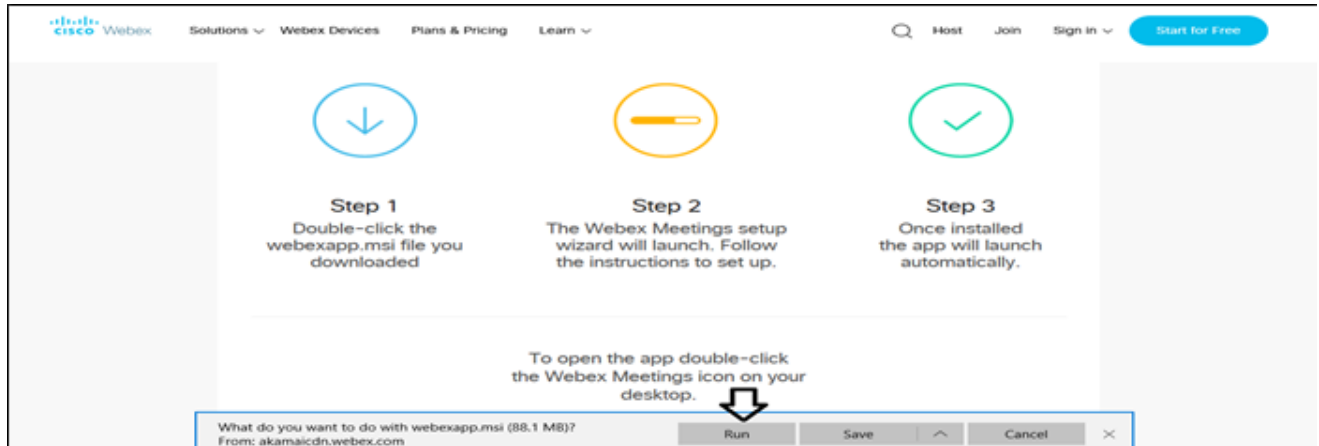 CISCO Webex Solutions Webex Devices Plans & Pricing Learn Host Join Sign in Start for Free
Step 1
Double-click the
webexapp.msi file you
downloaded
Step 2
The Webex Meetings setup
wizard will launch. Follow
the instructions to set up.
Step 3
Once installed
the app will launch
automatically.
To open the app double-click
the Webex Meetings icon on your
desktop.
What do you want to do with webexapp.msi (88.1 MB)?
From: akamaicdn.webex.com
Run Save Cancel